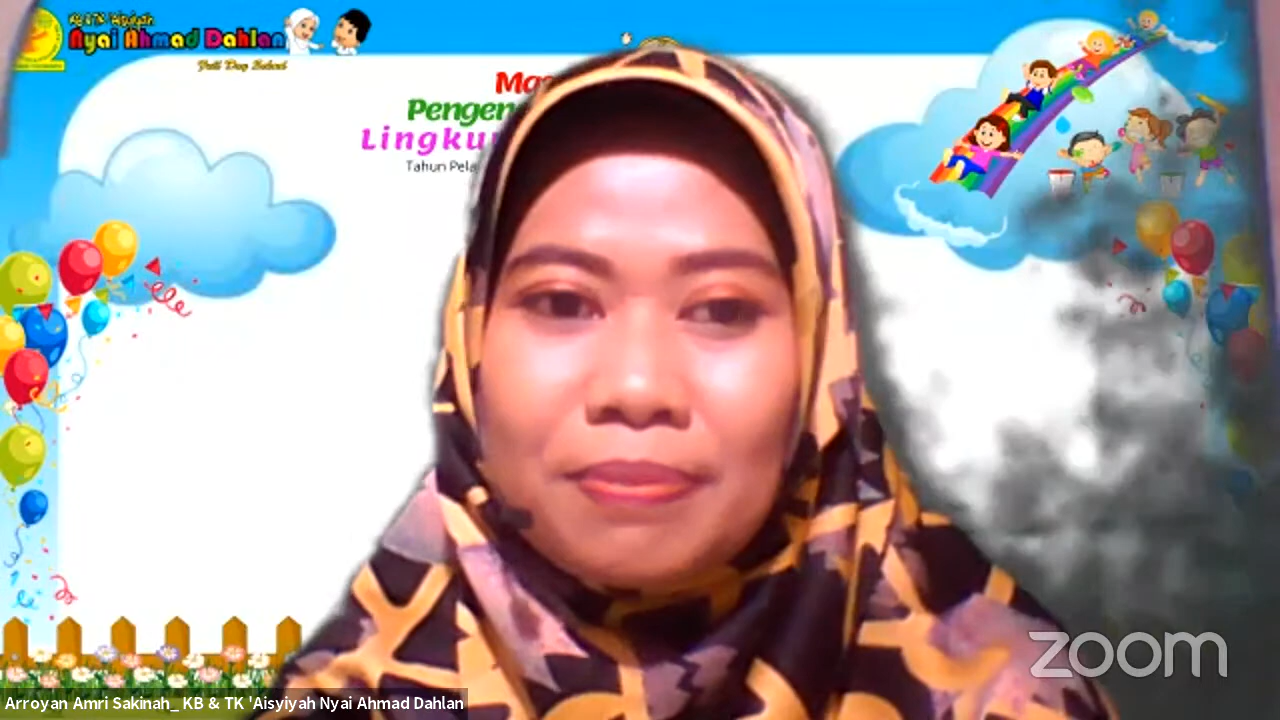 KB & TK 'Aisyiyah
Nyai Ahmad Dahlan
Full Day School
Pengen
Lingku
Tahun Pela
zoom
Arroyan Amri Sakinah_ KB & TK 'Aisyiyah Nyai Ahmad Dahlan